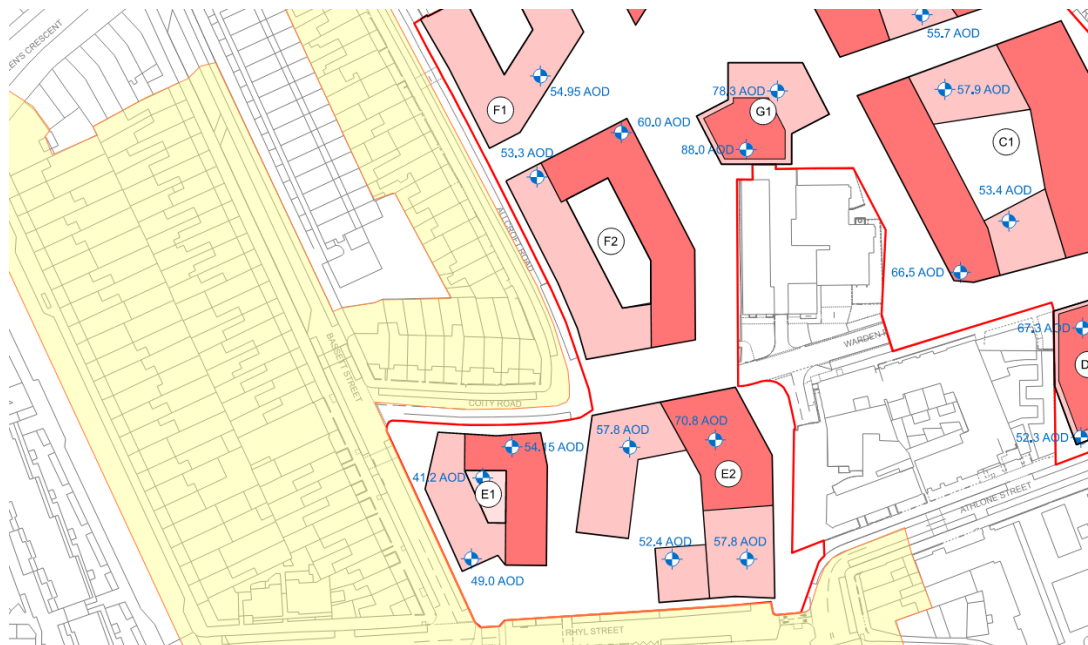 EN'S CRESCENT
55.7 AOD
54.95 AOD
78.3 AOD
57.9 AOD
F1
G1
60.0 AOD
C1
53.3 AOD
88.0 AOD
53.4 AOD
ALLCROFT ROAD
F2
66.5 AOD
67.3 AOD
WARDEN
BASSETT STREET
D
COITY ROAD
57.8 AOD
70.8 AOD
54.15 AOD
52.3 AOD
41.2 AOD
E1
E2
ATHLONE STREET
52.4 AOD
57.8 AOD
49.0 AOD
RHYL STREET